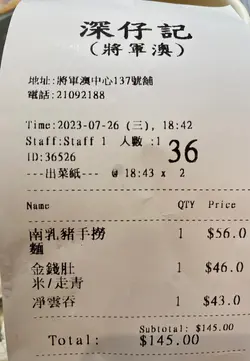 深仔記
(將軍澳)
地址:將軍澳中心137號舖
電話:21092188
Time:2023-07-26 (三), 18:42
Staff:Staff 1 人數 :1
ID:36526
36
---出菜紙--- @ 18:43 x 2
Name QTY Price
南乳豬手撈 1 $56.0
麵
金錢肚 1 $46.0
米/走青
凈雲吞 1 $43.0
Subtotal: $145.00
Total: $145.00